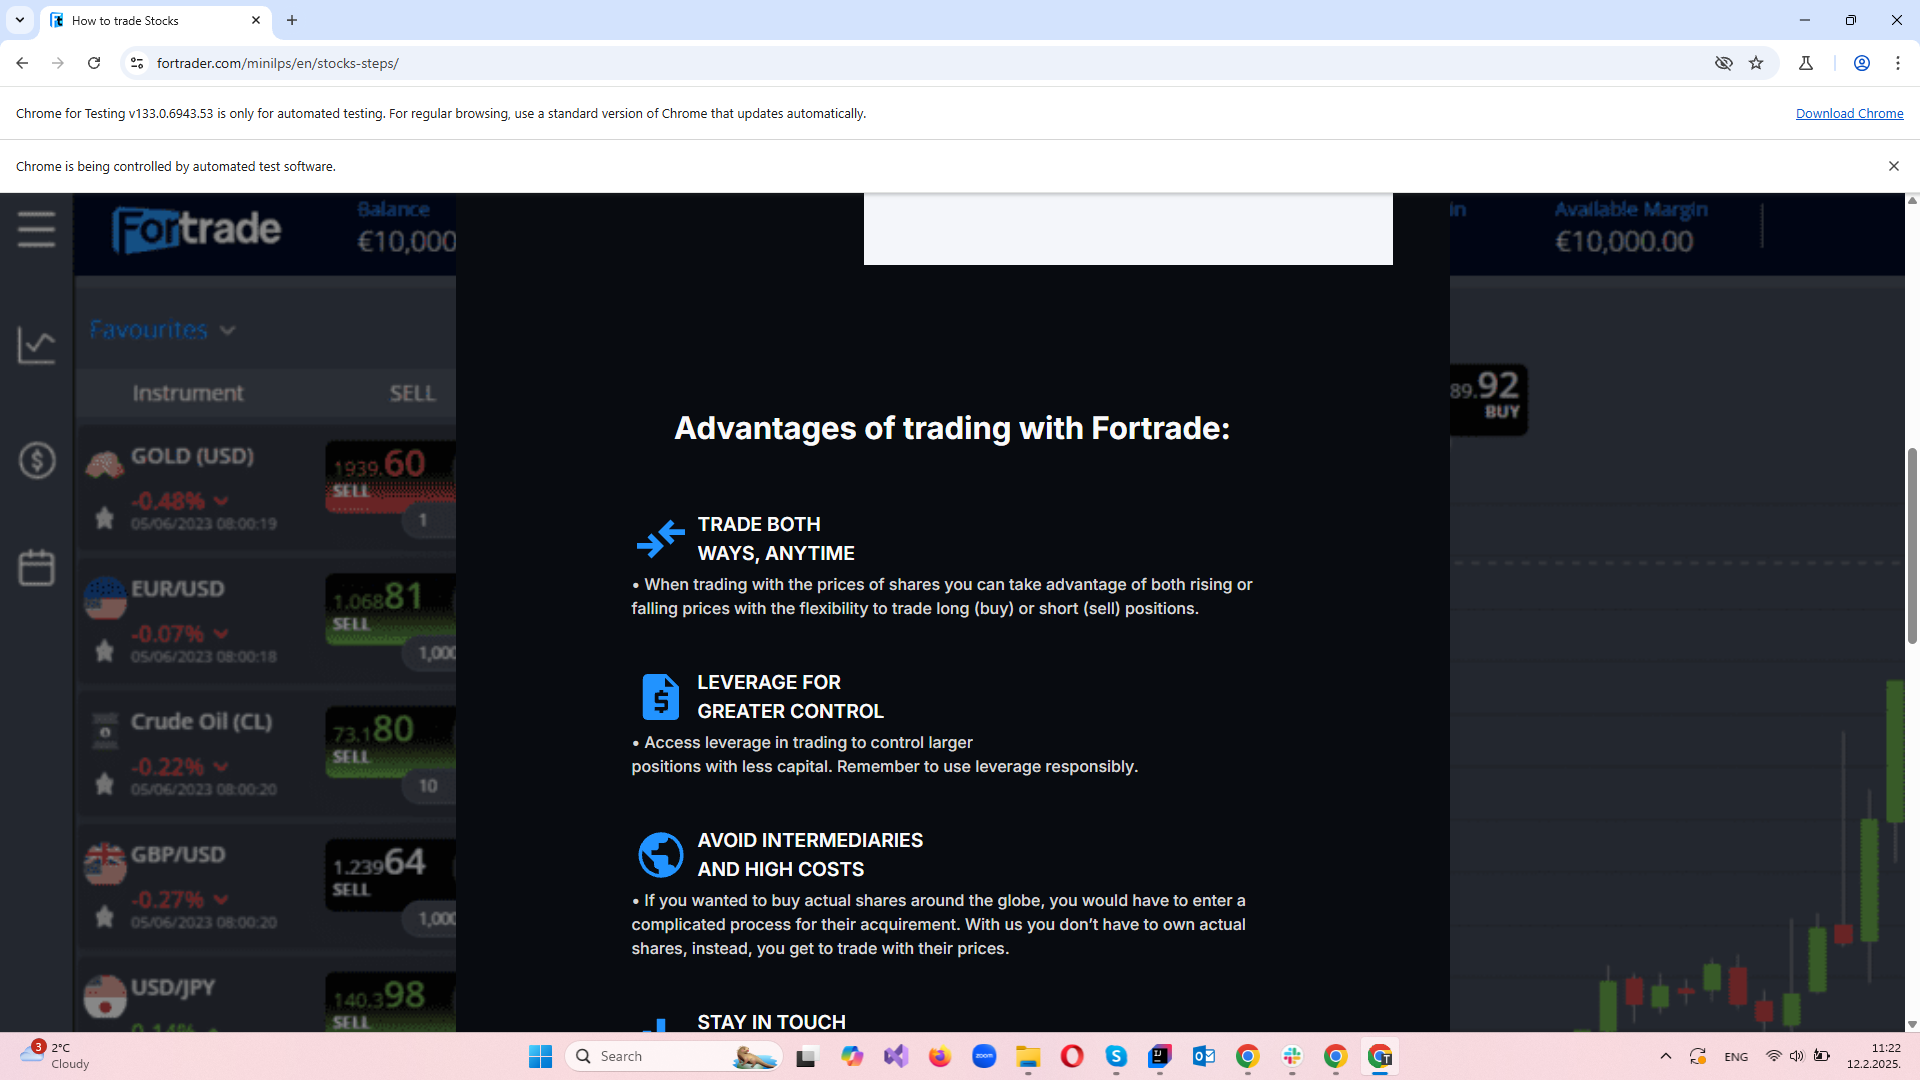 How to trade Stocks
fortrader.com/minilps/en/stocks-steps/
Chrome for Testing v133.0.6943.53 is only for automated testing. For regular browsing, use a standard version of Chrome that updates automatically.
Download Chrome
Chrome is being controlled by automated test software.
Fortrade
Balance
€10,000
in
Available Margin
€10,000.00
Favourites
Instrument
SELL
89.92
BUY
GOLD (USD)
-0.48%
05/06/2023 08:00:19
1939.60
SELL
1
EUR/USD
-0.07%
05/06/2023 08:00:18
1.06881
SELL
1,000
Crude Oil (CL)
-0.22%
05/06/2023 08:00:20
73.180
SELL
10
GBP/USD
-0.27%
05/06/2023 08:00:20
1.23964
SELL
1,000
USD/JPY
0.14%
140.398
SELL
Advantages of trading with Fortrade:
TRADE BOTH
WAYS, ANYTIME
• When trading with the prices of shares you can take advantage of both rising or
falling prices with the flexibility to trade long (buy) or short (sell) positions.
LEVERAGE FOR
GREATER CONTROL
• Access leverage in trading to control larger
positions with less capital. Remember to use leverage responsibly.
AVOID INTERMEDIARIES
AND HIGH COSTS
• If you wanted to buy actual shares around the globe, you would have to enter a
complicated process for their acquirement. With us you don’t have to own actual
shares, instead, you get to trade with their prices.
STAY IN TOUCH
3
2°C
Cloudy
Search
zoom
ENG
11:22
12.2.2025.